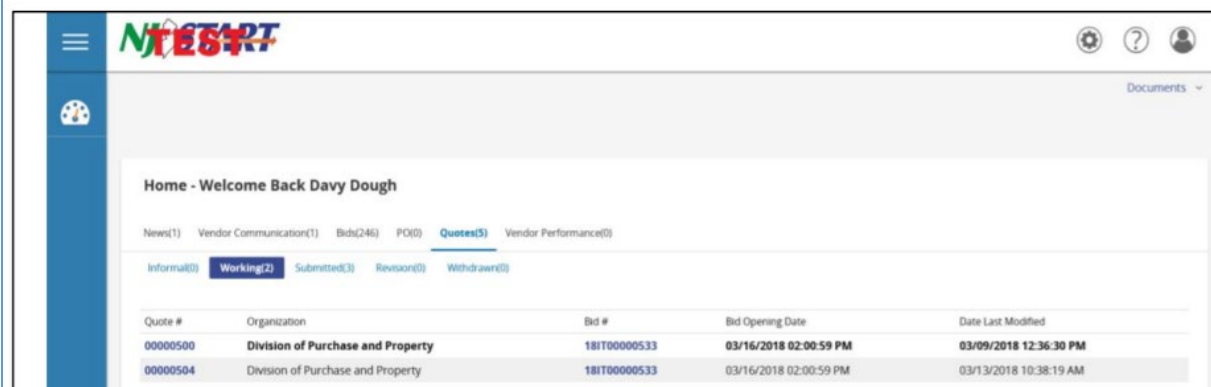 NJSTART
TEST
Documents
Home - Welcome Back Davy Dough
News(1) Vendor Communication(1) Bids(246) PO(0) Quotes(5) Vendor Performance(0)
Informal(0) Working(2) Submitted(3) Revision(0) Withdrawn(0)
Quote # Organization Bid # Bid Opening Date Date Last Modified
00000500 Division of Purchase and Property 18IT00000533 03/16/2018 02:00:59 PM 03/09/2018 12:36:30 PM
00000504 Division of Purchase and Property 18IT00000533 03/16/2018 02:00:59 PM 03/13/2018 10:38:19 AM